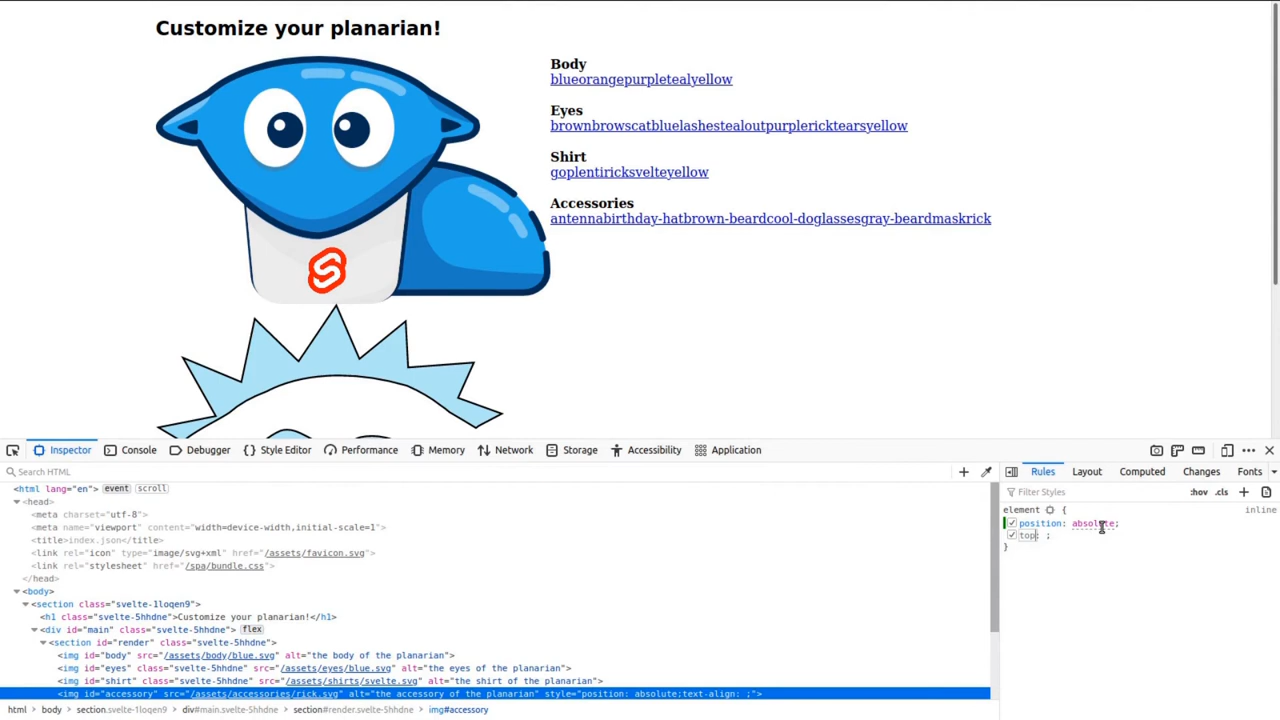 Customize your planarian!
Body
blueorangepurpletealyellow
Eyes
brownbrowscatbluelashestealoutpurplericktearsyellow
Shirt
goplentiricksvelteyellow
Accessories
antennabirthday-hatbrown-beardcool-doglassesgray-beardmaskrick
Inspector Console Debugger Style Editor Performance Memory Network Storage Accessibility Application
Search HTML
Rules Layout Computed Changes Fonts
Filter Styles :hov .cls
<html lang="en"> event scroll
<head>
<meta charset="utf-8">
<meta name="viewport" content="width=device-width,initial-scale=1">
<title>index.json</title>
<link rel="icon" type="image/svg+xml" href="/assets/favicon.svg">
<link rel="stylesheet" href="/spa/bundle.css">
</head>
<body>
<section class="svelte-1loqen9">
<h1 class="svelte-5hhdne">Customize your planarian!</h1>
<div id="main" class="svelte-5hhdne"> flex
<section id="render" class="svelte-5hhdne">
<img id="body" src="/assets/body/blue.svg" alt="the body of the planarian">
<img id="eyes" class="svelte-5hhdne" src="/assets/eyes/blue.svg" alt="the eyes of the planarian">
<img id="shirt" class="svelte-5hhdne" src="/assets/shirts/svelte.svg" alt="the shirt of the planarian">
<img id="accessory" src="/assets/accessories/rick.svg" alt="the accessory of the planarian" style="position: absolute;text-align: ;">
html body section.svelte-1loqen9 div#main.svelte-5hhdne section#render.svelte-5hhdne img#accessory
element { inline
position: absolute;
top: ;
}